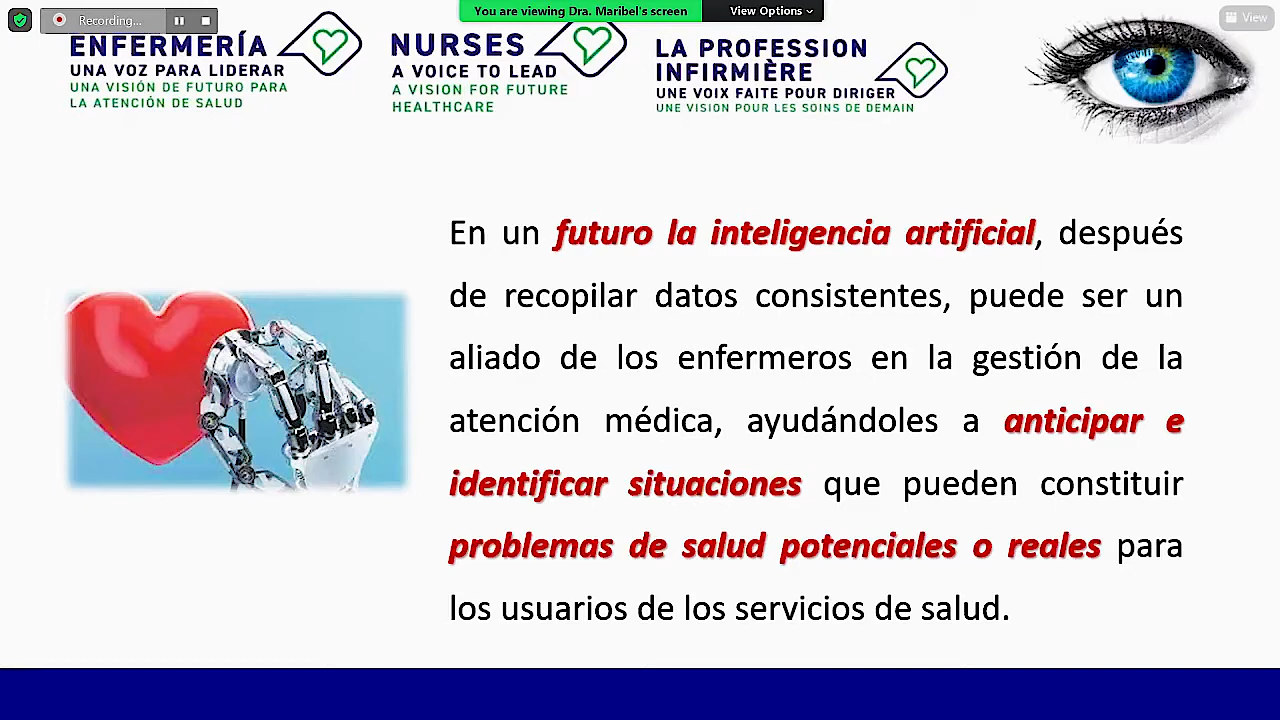 Recording...
You are viewing Dra. Maribel's screen
View Options
View
ENFERMERÍA
UNA VOZ PARA LIDERAR
UNA VISIÓN DE FUTURO PARA
LA ATENCIÓN DE SALUD
NURSES
A VOICE TO LEAD
A VISION FOR FUTURE
HEALTHCARE
LA PROFESSION
INFIRMIÈRE
UNE VOIX FAITE POUR DIRIGER
UNE VISION POUR LES SOINS DE DEMAIN
En un futuro la inteligencia artificial, después
de recopilar datos consistentes, puede ser un
aliado de los enfermeros en la gestión de la
atención médica, ayudándoles a anticipar e
identificar situaciones que pueden constituir
problemas de salud potenciales o reales para
los usuarios de los servicios de salud.